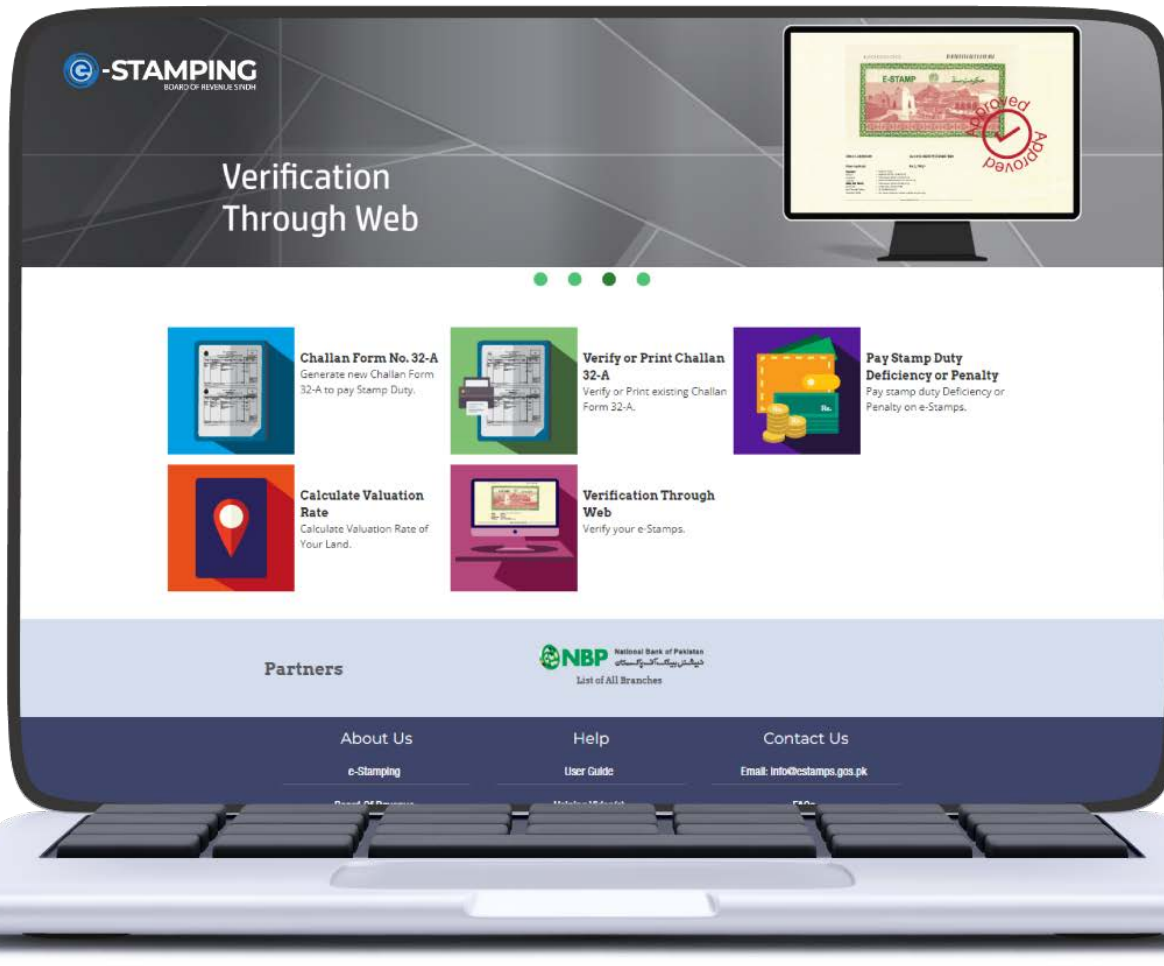 e-STAMPING
BOARD OF REVENUE SINDH
E-STAMP
Approved
Approved
Verification
Through Web
Challan Form No. 32-A
Generate new Challan Form
32-A to pay Stamp Duty.
Verify or Print Challan
32-A
Verify or Print existing Challan
Form 32-A.
Pay Stamp Duty
Deficiency or Penalty
Pay stamp duty Deficiency or
Penalty on e-Stamps.
Rs.
Calculate Valuation
Rate
Calculate Valuation Rate of
Your Land.
Verification Through
Web
Verify your e-Stamps.
Partners
NBP National Bank of Pakistan
نیشنل بینک آف پاکستان
List of All Branches
About Us
Help
Contact Us
e-Stamping
User Guide
Email: info@estamps.gos.pk